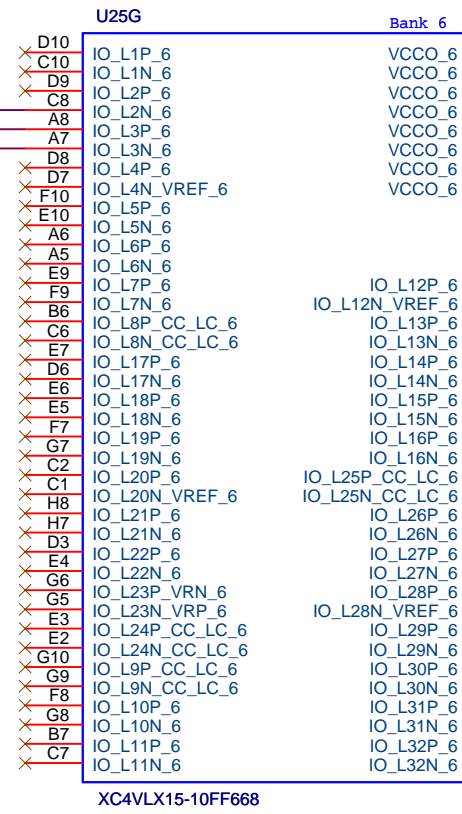 U25G
Bank 6
D10 IO_L1P_6 VCCO_6
C10 IO_L1N_6 VCCO_6
D9 IO_L2P_6 VCCO_6
C8 IO_L2N_6 VCCO_6
A8 IO_L3P_6 VCCO_6
A7 IO_L3N_6 VCCO_6
D8 IO_L4P_6 VCCO_6
D7 IO_L4N_VREF_6 VCCO_6
F10 IO_L5P_6
E10 IO_L5N_6
A6 IO_L6P_6
A5 IO_L6N_6
E9 IO_L7P_6 IO_L12P_6
F9 IO_L7N_6 IO_L12N_VREF_6
B6 IO_L8P_CC_LC_6 IO_L13P_6
C6 IO_L8N_CC_LC_6 IO_L13N_6
E7 IO_L17P_6 IO_L14P_6
D6 IO_L17N_6 IO_L14N_6
E6 IO_L18P_6 IO_L15P_6
E5 IO_L18N_6 IO_L15N_6
F7 IO_L19P_6 IO_L16P_6
G7 IO_L19N_6 IO_L16N_6
C2 IO_L20P_6 IO_L25P_CC_LC_6
C1 IO_L20N_VREF_6 IO_L25N_CC_LC_6
H8 IO_L21P_6 IO_L26P_6
H7 IO_L21N_6 IO_L26N_6
D3 IO_L22P_6 IO_L27P_6
E4 IO_L22N_6 IO_L27N_6
G6 IO_L23P_VRN_6 IO_L28P_6
G5 IO_L23N_VRP_6 IO_L28N_VREF_6
E3 IO_L24P_CC_LC_6 IO_L29P_6
E2 IO_L24N_CC_LC_6 IO_L29N_6
G10 IO_L9P_CC_LC_6 IO_L30P_6
G9 IO_L9N_CC_LC_6 IO_L30N_6
F8 IO_L10P_6 IO_L31P_6
G8 IO_L10N_6 IO_L31N_6
B7 IO_L11P_6 IO_L32P_6
C7 IO_L11N_6 IO_L32N_6
XC4VLX15-10FF668